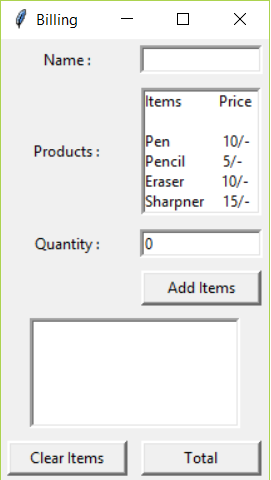 Billing
Name :
Products :
Items Price
Pen 10/-
Pencil 5/-
Eraser 10/-
Sharpner 15/-
Quantity :
0
Add Items
Clear Items
Total